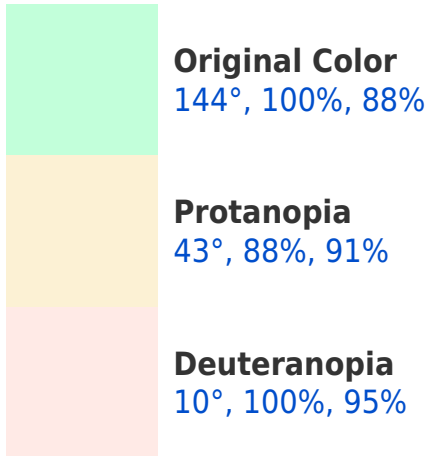 Original Color
144°, 100%, 88%
Protanopia
43°, 88%, 91%
Deuteranopia
10°, 100%, 95%